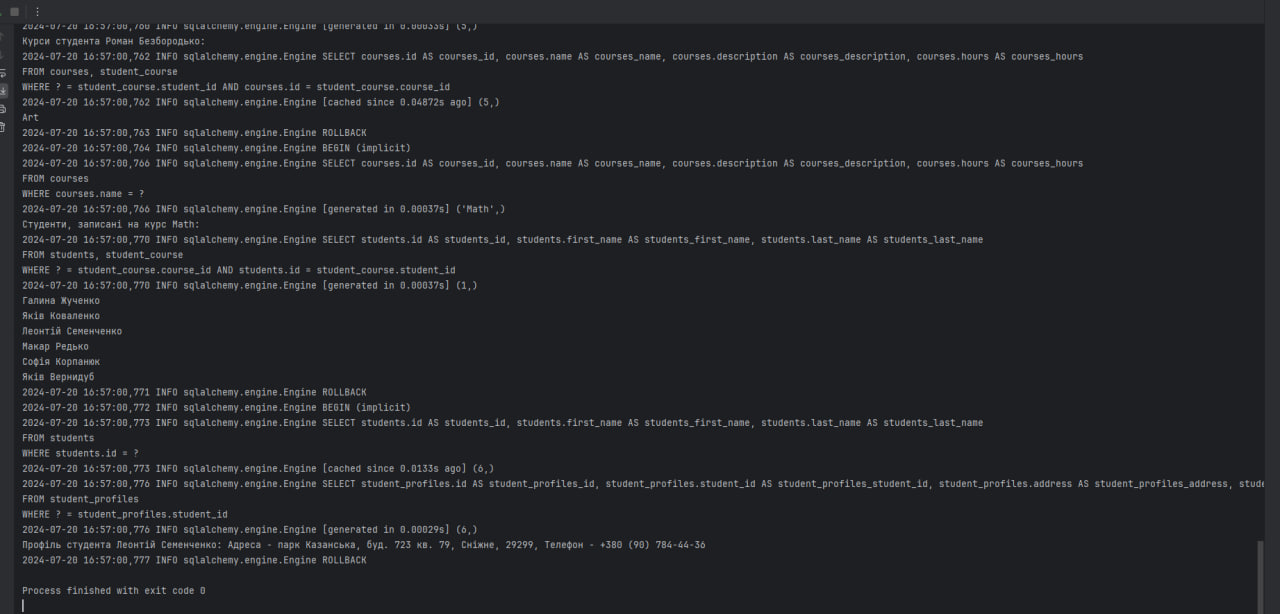 2024-07-20 16:57:00,760 INFO sqlalchemy.engine.Engine [generated in 0.00033s] (5,)
Курси студента Роман Безбородько:
2024-07-20 16:57:00,762 INFO sqlalchemy.engine.Engine SELECT courses.id AS courses_id, courses.name AS courses_name, courses.description AS courses_description, courses.hours AS courses_hours
FROM courses, student_course
WHERE ? = student_course.student_id AND courses.id = student_course.course_id
2024-07-20 16:57:00,762 INFO sqlalchemy.engine.Engine [cached since 0.04872s ago] (5,)
Art
2024-07-20 16:57:00,763 INFO sqlalchemy.engine.Engine ROLLBACK
2024-07-20 16:57:00,764 INFO sqlalchemy.engine.Engine BEGIN (implicit)
2024-07-20 16:57:00,766 INFO sqlalchemy.engine.Engine SELECT courses.id AS courses_id, courses.name AS courses_name, courses.description AS courses_description, courses.hours AS courses_hours
FROM courses
WHERE courses.name = ?
2024-07-20 16:57:00,766 INFO sqlalchemy.engine.Engine [generated in 0.00037s] ('Math',)
Студенти, записані на курс Math:
2024-07-20 16:57:00,770 INFO sqlalchemy.engine.Engine SELECT students.id AS students_id, students.first_name AS students_first_name, students.last_name AS students_last_name
FROM students, student_course
WHERE ? = student_course.course_id AND students.id = student_course.student_id
2024-07-20 16:57:00,770 INFO sqlalchemy.engine.Engine [generated in 0.00037s] (1,)
Галина Жученко
Яків Коваленко
Леонтій Семенченко
Макар Редько
Софія Корпанюк
Яків Вернидуб
2024-07-20 16:57:00,771 INFO sqlalchemy.engine.Engine ROLLBACK
2024-07-20 16:57:00,772 INFO sqlalchemy.engine.Engine BEGIN (implicit)
2024-07-20 16:57:00,773 INFO sqlalchemy.engine.Engine SELECT students.id AS students_id, students.first_name AS students_first_name, students.last_name AS students_last_name
FROM students
WHERE students.id = ?
2024-07-20 16:57:00,773 INFO sqlalchemy.engine.Engine [cached since 0.0133s ago] (6,)
2024-07-20 16:57:00,776 INFO sqlalchemy.engine.Engine SELECT student_profiles.id AS student_profiles_id, student_profiles.student_id AS student_profiles_student_id, student_profiles.address AS student_profiles_address, stude
FROM student_profiles
WHERE ? = student_profiles.student_id
2024-07-20 16:57:00,776 INFO sqlalchemy.engine.Engine [generated in 0.00029s] (6,)
Профіль студента Леонтій Семенченко: Адреса - парк Казанська, буд. 723 кв. 79, Сніжне, 29299, Телефон - +380 (90) 784-44-36
2024-07-20 16:57:00,777 INFO sqlalchemy.engine.Engine ROLLBACK
Process finished with exit code 0